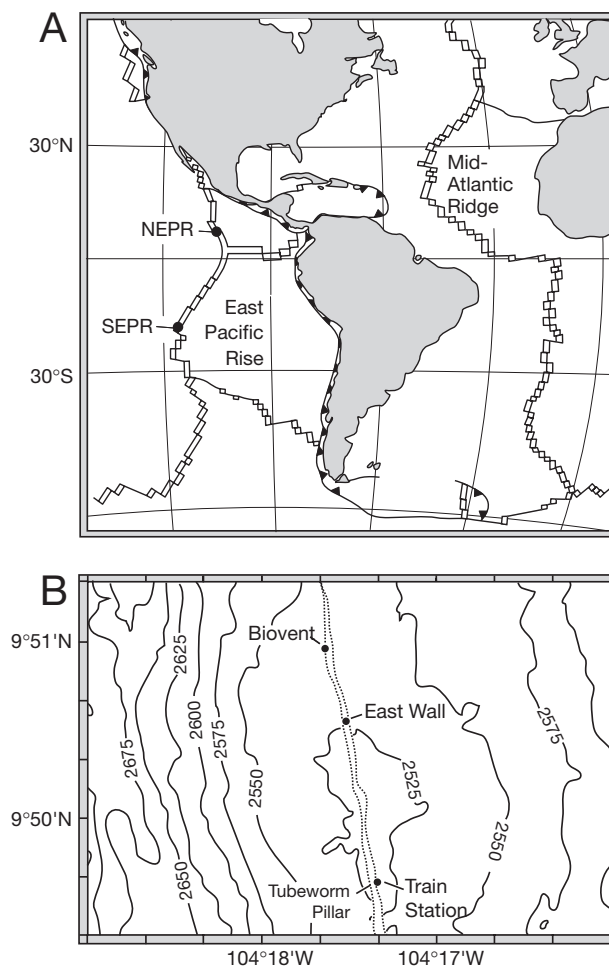 A
30°N
Mid-
Atlantic
Ridge
NEPR
SEPR
East
Pacific
Rise
30°S
B
9°51'N
Biovent
2625
2600
2575
2675
2550
East Wall
2575
2525
9°50'N
2550
2650
Tubeworm
Pillar
Train
Station
104°18'W
104°17'W